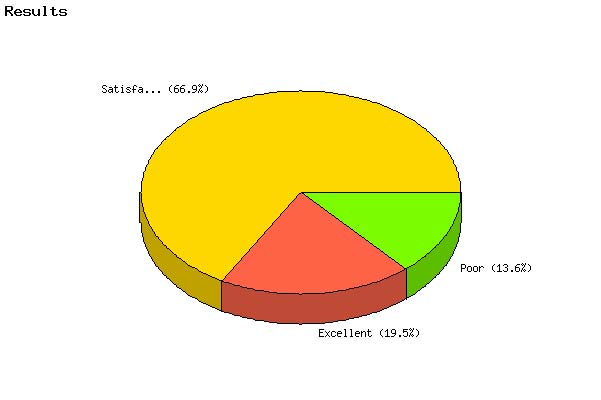 Results
Satisfa... (66.9%)
Poor (13.6%)
Excellent (19.5%)